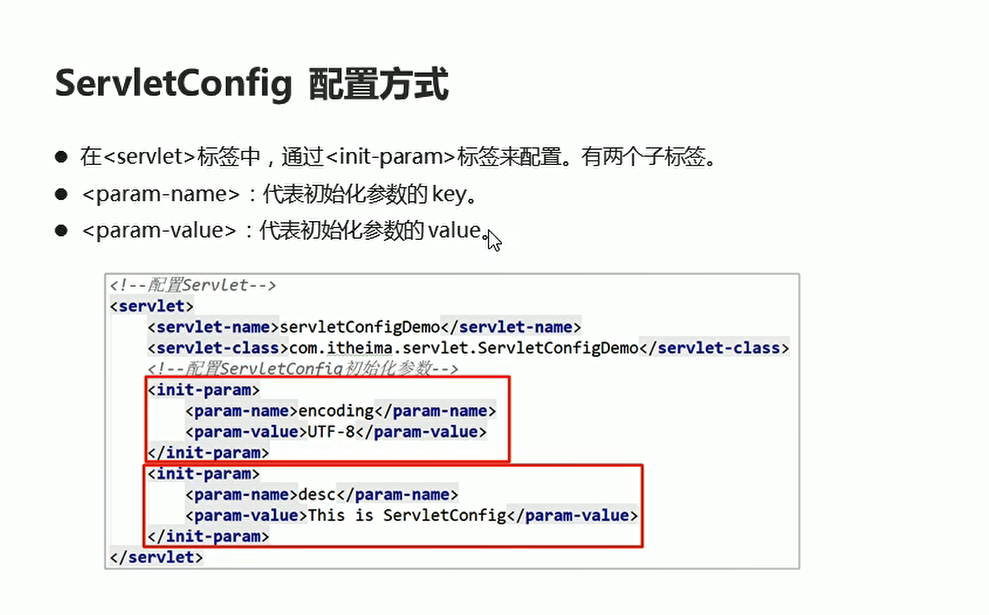 ServletConfig 配置方式
● 在<servlet>标签中，通过<init-param>标签来配置。有两个子标签。
● <param-name>：代表初始化参数的 key。
● <param-value>：代表初始化参数的 value。
<!--配置Servlet-->
<servlet>
<servlet-name>servletConfigDemo</servlet-name>
<servlet-class>com.itheima.servlet.ServletConfigDemo</servlet-class>
<!--配置ServletConfig初始化参数-->
<init-param>
<param-name>encoding</param-name>
<param-value>UTF-8</param-value>
</init-param>
<init-param>
<param-name>desc</param-name>
<param-value>This is ServletConfig</param-value>
</init-param>
</servlet>